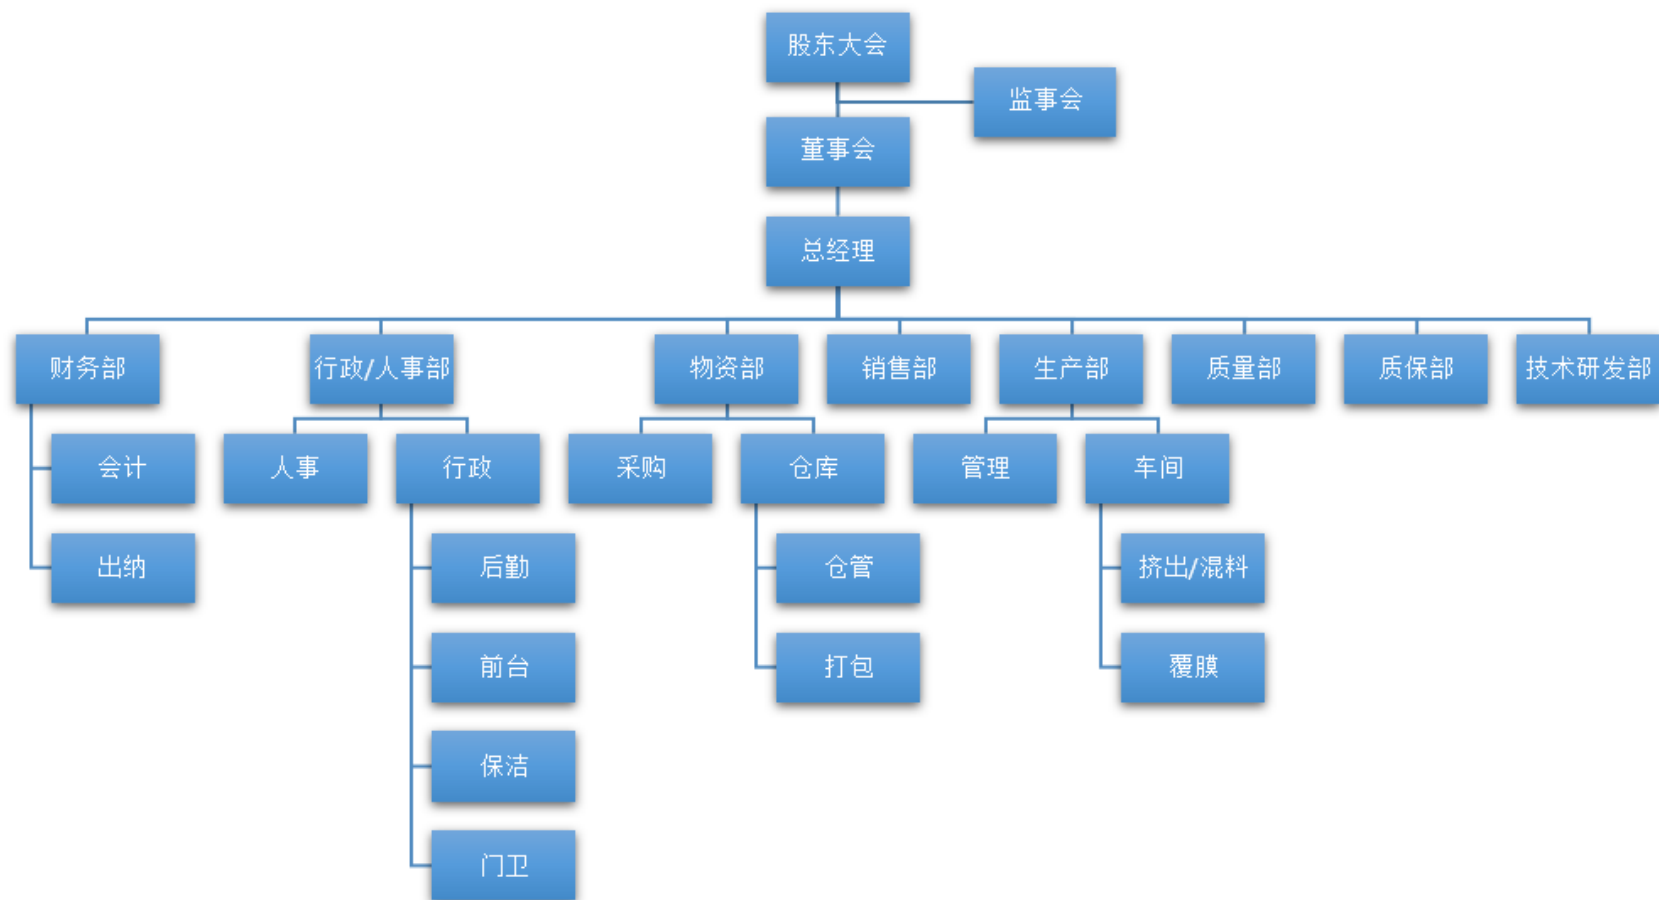 股东大会
监事会
董事会
总经理
财务部
行政/人事部
物资部
销售部
生产部
质量部
质保部
技术研发部
会计
人事
行政
采购
仓库
管理
车间
出纳
后勤
仓管
挤出/混料
前台
打包
覆膜
保洁
门卫